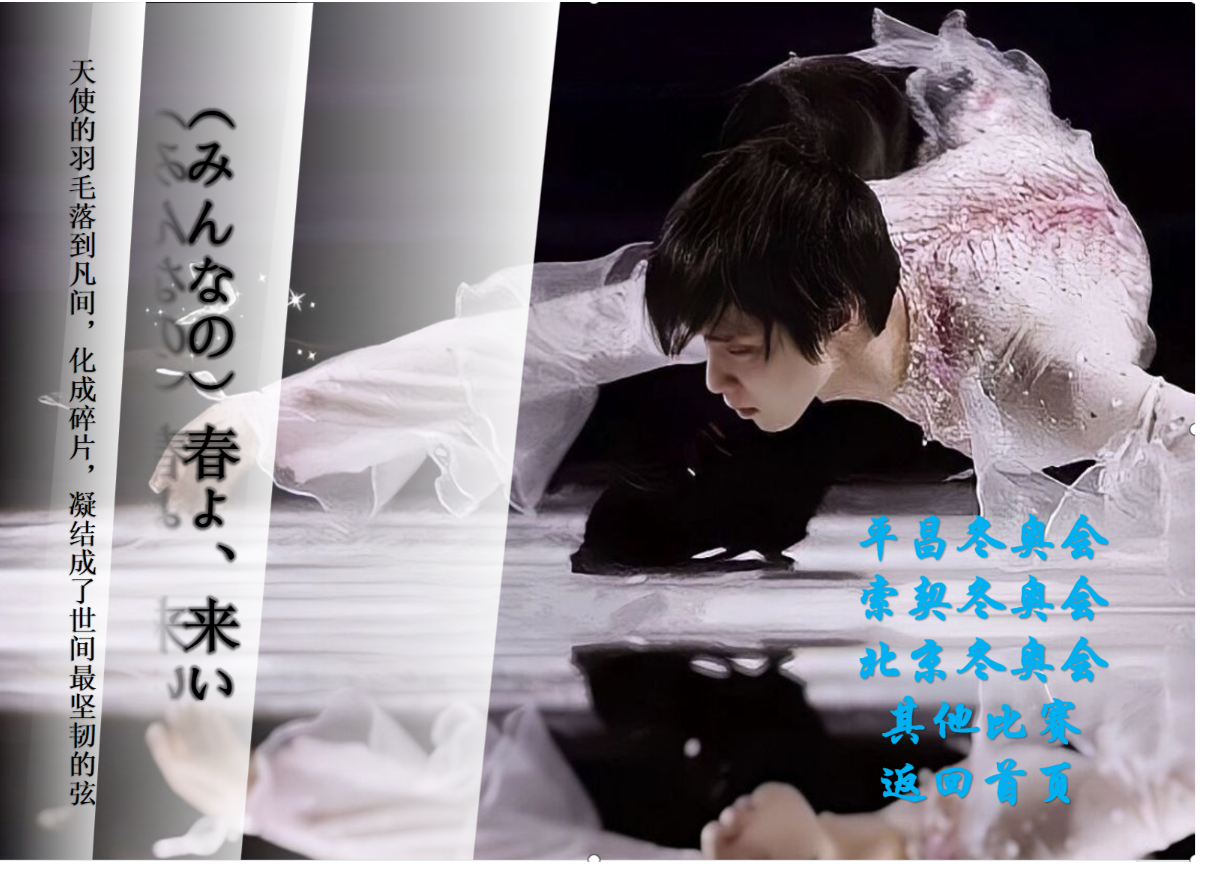 天使的羽毛落到凡间，化成碎片，凝结成了世间最坚韧的弦
（みんなの）春ょ、来い
平昌冬奥会
索契冬奥会
北京冬奥会
其他比赛
返回首页